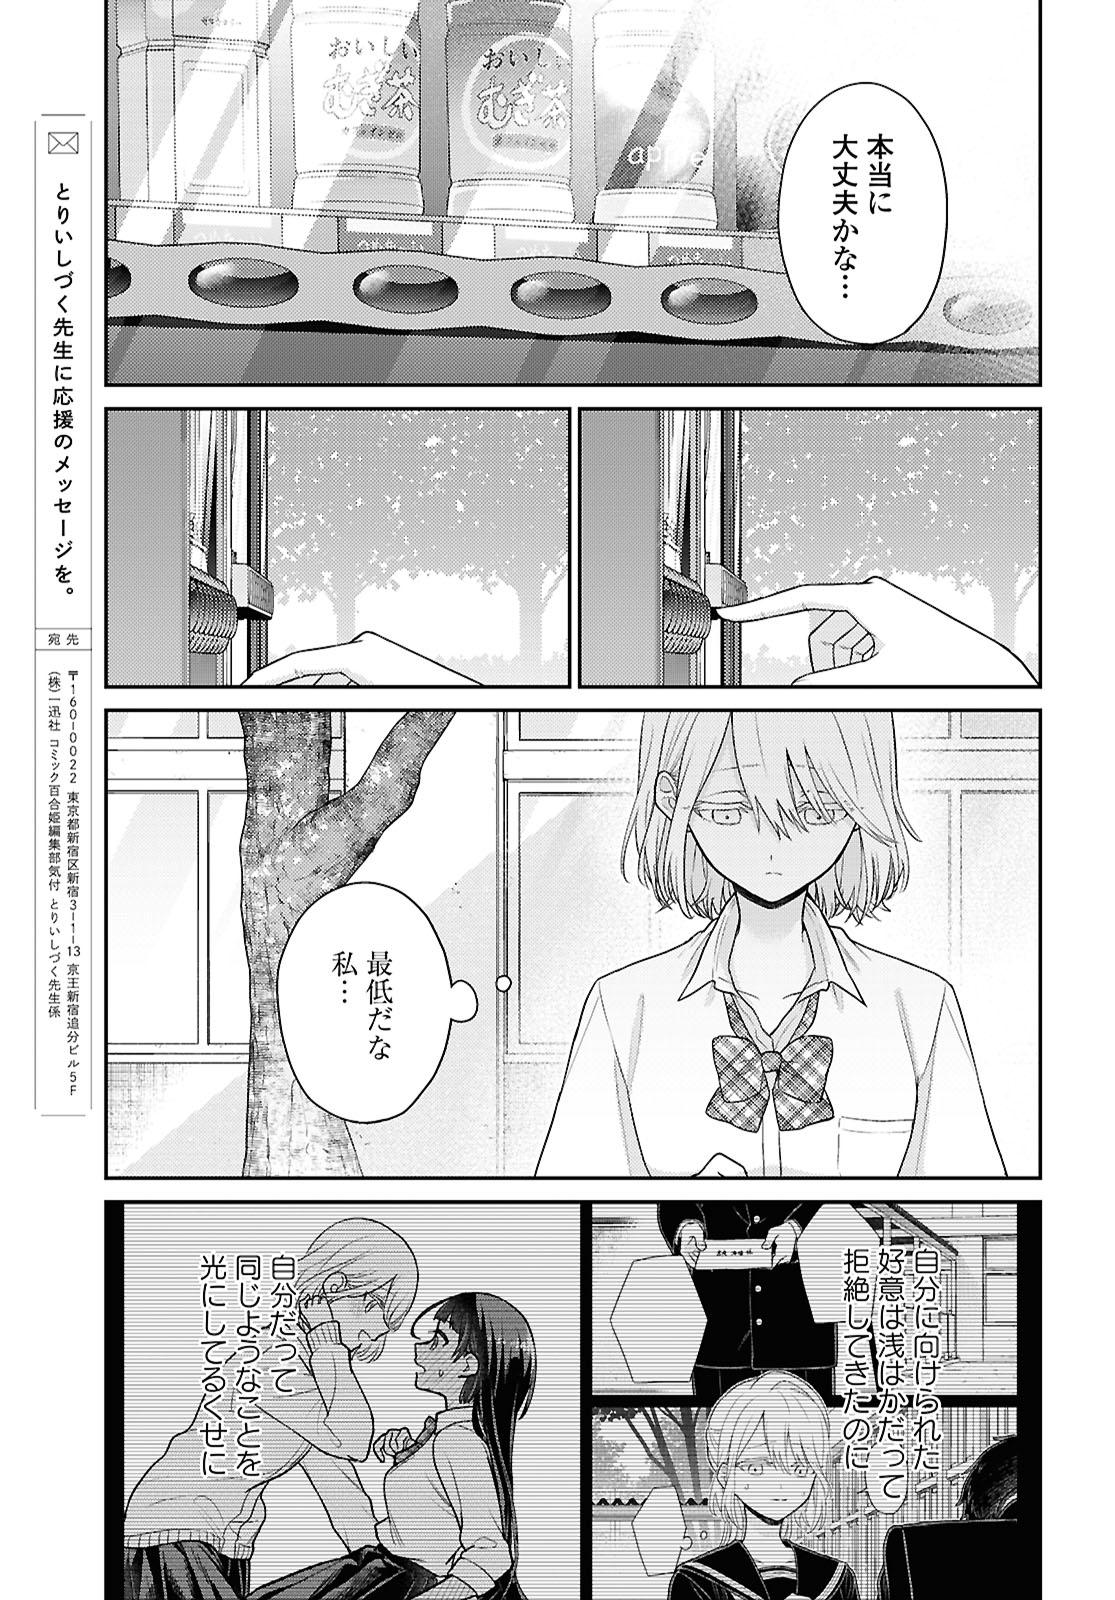 おいしい
むぎ茶
おいしい
むぎ茶
本当に
大丈夫かな…
最低だな
私…
自分に向けられた
好意は浅はかだって
拒絶してきたのに
自分だって
同じようなことを
光にしてるくせに
とりいしづく先生に応援のメッセージを。
宛先
〒160-0022 東京都新宿区新宿3-1-13 京王新宿追分ビル5F
(株)一迅社 コミック百合姫編集部気付 とりいしづく先生係